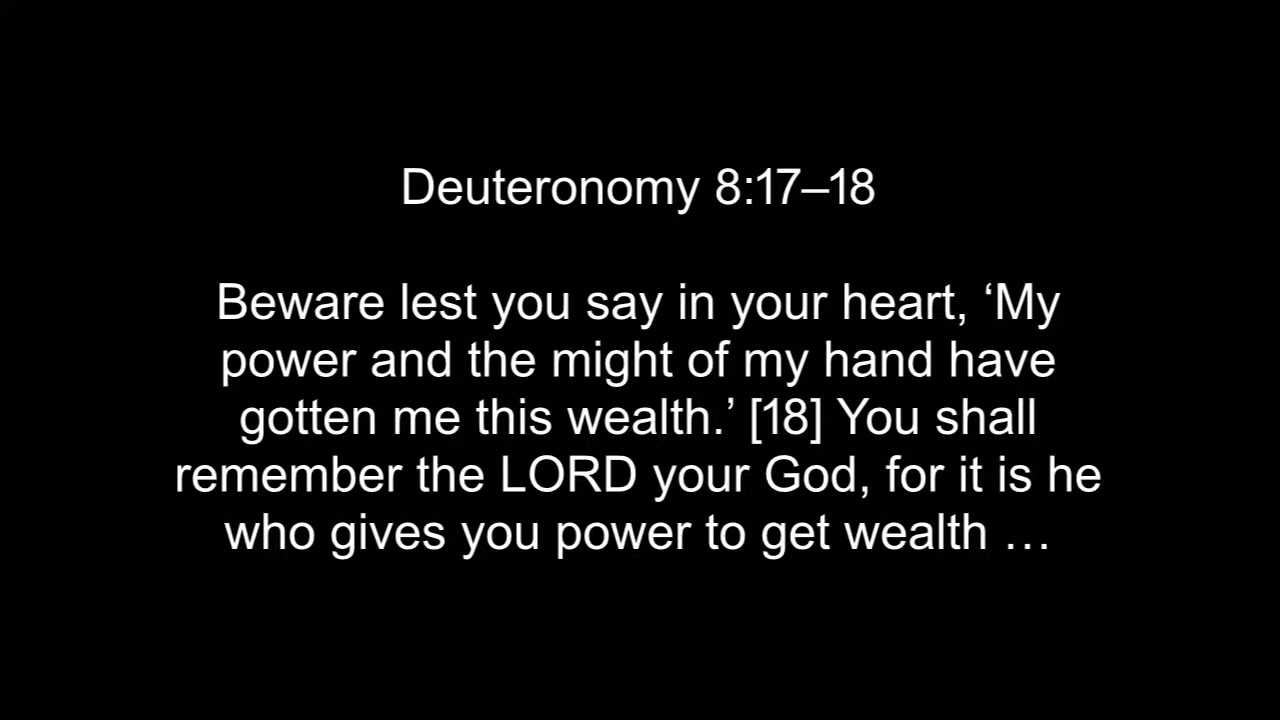 Deuteronomy 8:17–18
Beware lest you say in your heart, ‘My
power and the might of my hand have
gotten me this wealth.’ [18] You shall
remember the LORD your God, for it is he
who gives you power to get wealth …